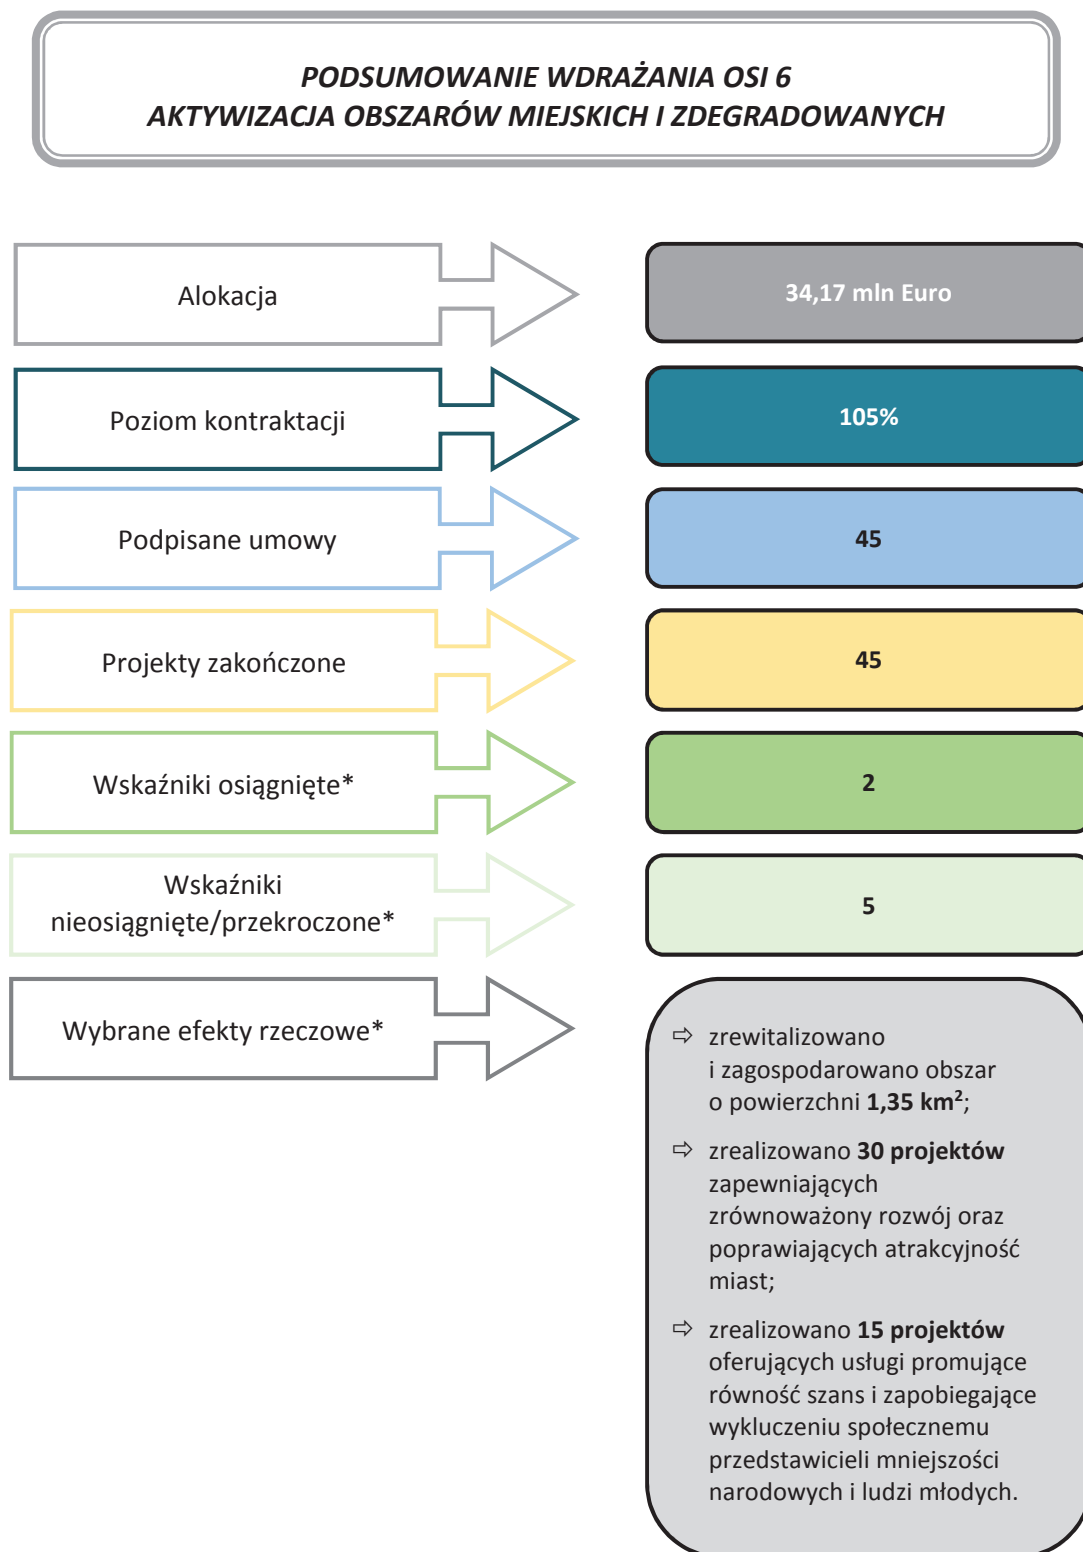 PODSUMOWANIE WDRAŻANIA OSI 6
AKTYWIZACJA OBSZARÓW MIEJSKICH I ZDEGRADOWANYCH
Alokacja
34,17 mln Euro
Poziom kontraktacji
105%
Podpisane umowy
45
Projekty zakończone
45
Wskaźniki osiągnięte*
2
Wskaźniki
nieosiągnięte/przekroczone*
5
Wybrane efekty rzeczowe*
⇨ zrewitalizowano
i zagospodarowano obszar
o powierzchni 1,35 km²;
⇨ zrealizowano 30 projektów
zapewniających
zrównoważony rozwój oraz
poprawiających atrakcyjność
miast;
⇨ zrealizowano 15 projektów
oferujących usługi promujące
równość szans i zapobiegające
wykluczeniu społecznemu
przedstawicieli mniejszości
narodowych i ludzi młodych.